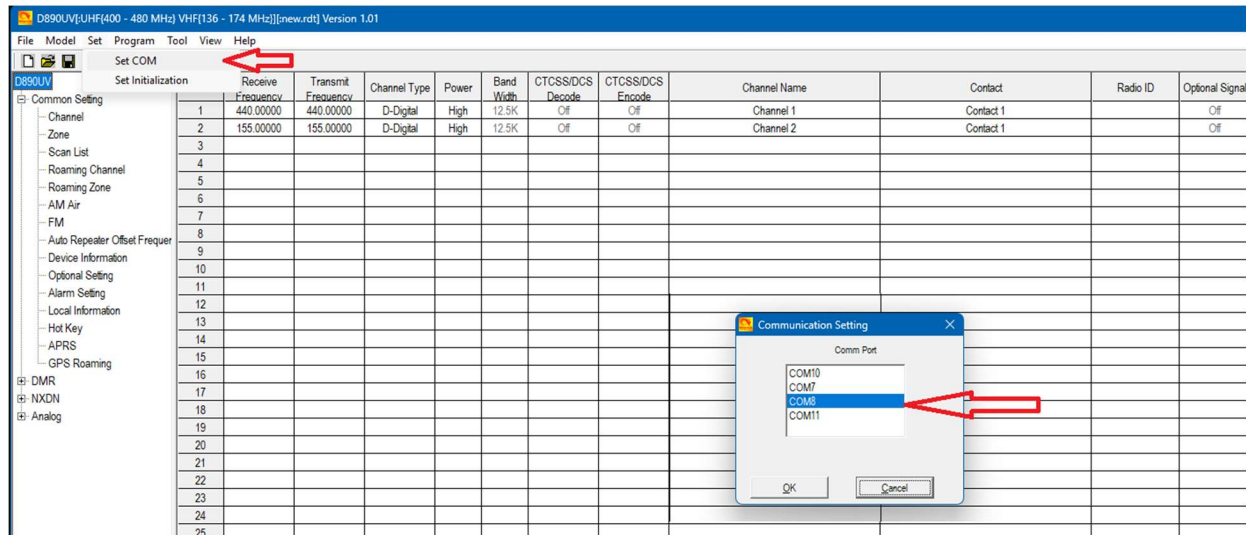 D890UV[:UHF{400 - 480 MHz} VHF{136 - 174 MHz}][:new.rdt] Version 1.01
File Model Set Program Tool View Help
Set COM
Set Initialization
D890UV
Common Setting
Channel
Zone
Scan List
Roaming Channel
Roaming Zone
AM Air
FM
Auto Repeater Offset Frequer
Device Information
Optional Setting
Alarm Setting
Local Information
Hot Key
APRS
GPS Roaming
DMR
NXDN
Analog
Receive Frequency Transmit Frequency Channel Type Power Band Width CTCSS/DCS Decode CTCSS/DCS Encode Channel Name Contact Radio ID Optional Signal
1 440.00000 440.00000 D-Digital High 12.5K Off Off Channel 1 Contact 1 Off
2 155.00000 155.00000 D-Digital High 12.5K Off Off Channel 2 Contact 1 Off
3
4
5
6
7
8
9
10
11
12
13
14
15
16
17
18
19
20
21
22
23
24
25
Communication Setting
Comm Port
COM10
COM7
COM8
COM11
OK Cancel